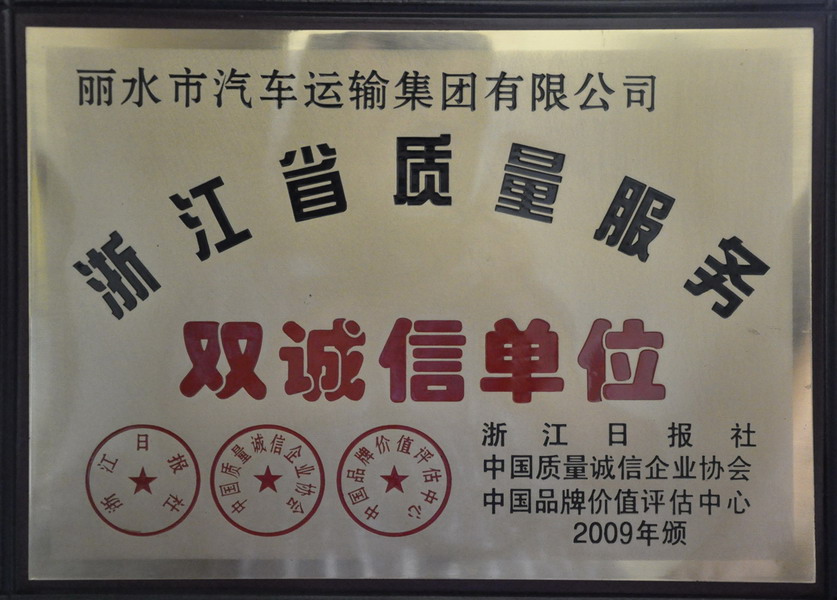 丽水市汽车运输集团有限公司
浙江省质量服务
双诚信单位
浙江日报社
中国质量诚信企业协会
中国品牌价值评估中心
浙江日报社
中国质量诚信企业协会
中国品牌价值评估中心
2009年颁